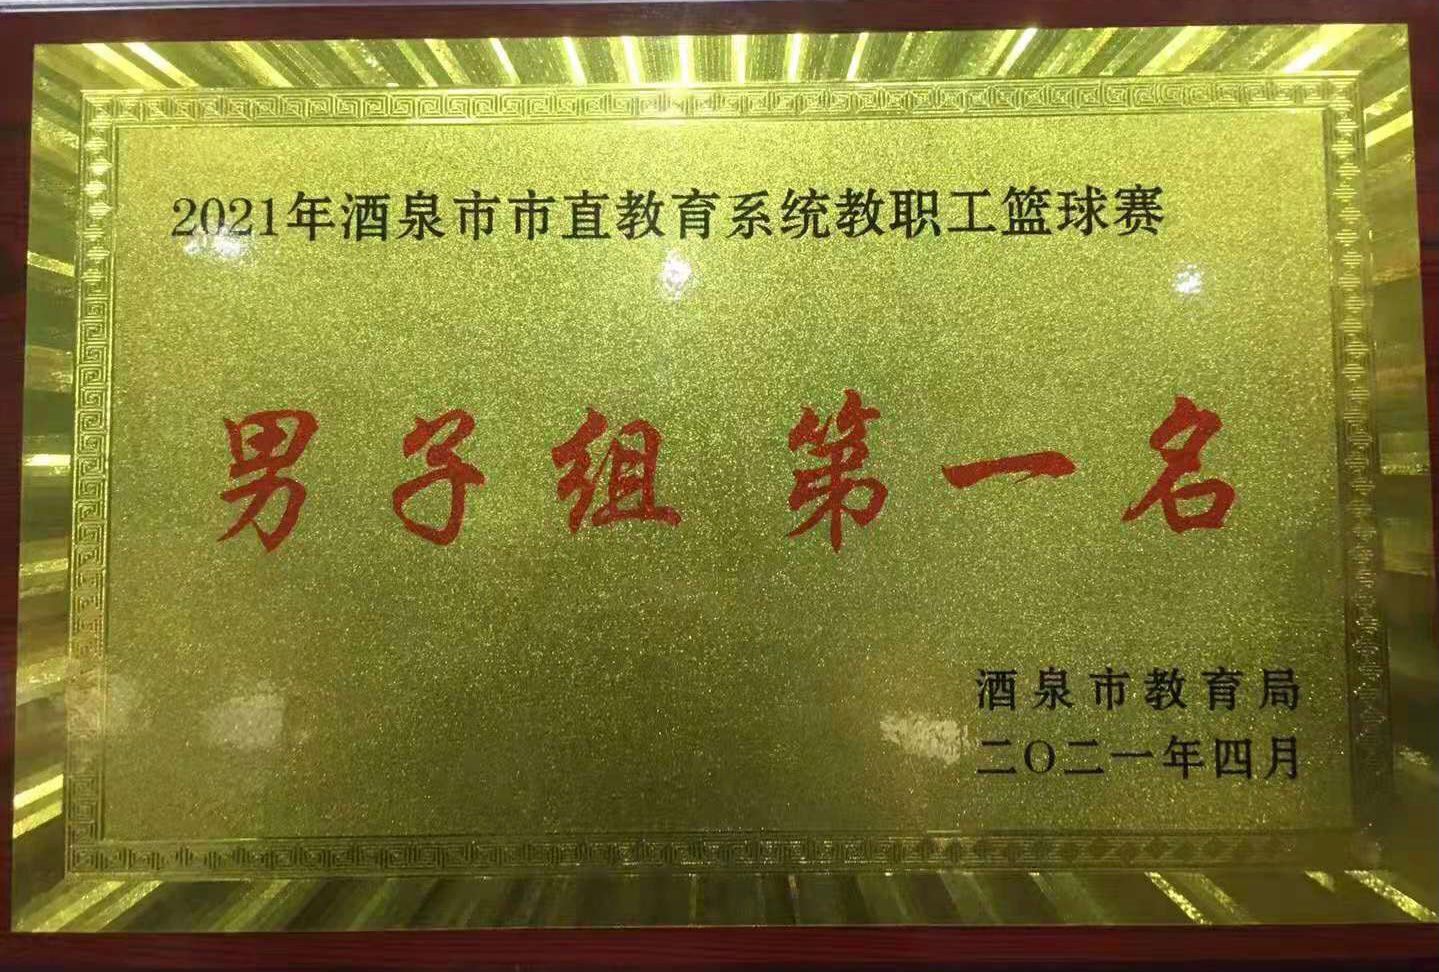 2021年酒泉市市直教育系统教职工篮球赛
男子组 第一名
酒泉市教育局
二〇二一年四月